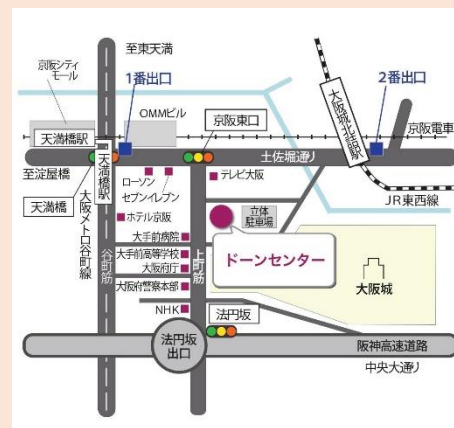 至東天満
京阪シティ
モール
1番出口
2番出口
OMMビル
京阪東口
大阪城北詰駅
天満橋駅
天満橋駅
京阪電車
土佐堀通り
至淀屋橋
天満橋
ローソン
セブンイレブン
テレビ大阪
JR東西線
大阪メトロ谷町線
ホテル京阪
立体
駐車場
大手前病院
大手前高等学校
大阪府庁
大阪府警察本部
谷町筋
上町筋
ドーンセンター
大阪城
NHK
法円坂
法円坂
出口
阪神高速道路
中央大通り